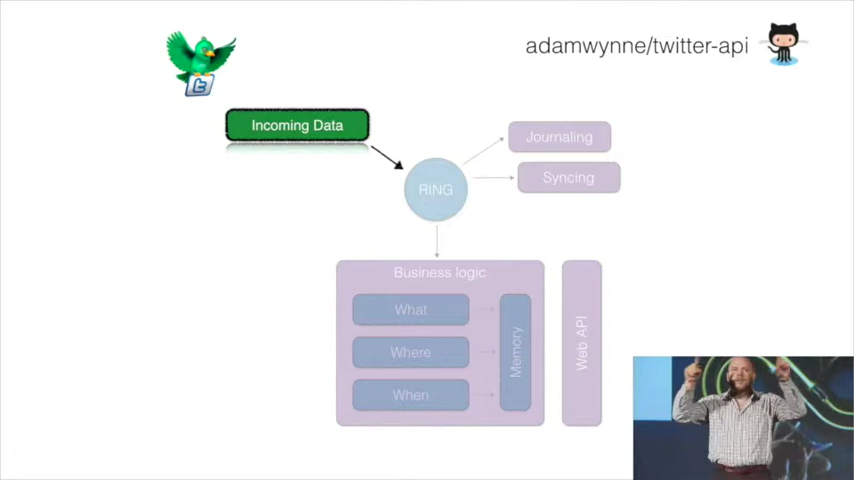 adamwynne/twitter-api
Incoming Data
Journaling
RING
Syncing
Business logic
What
Where
When
Memory
Web API